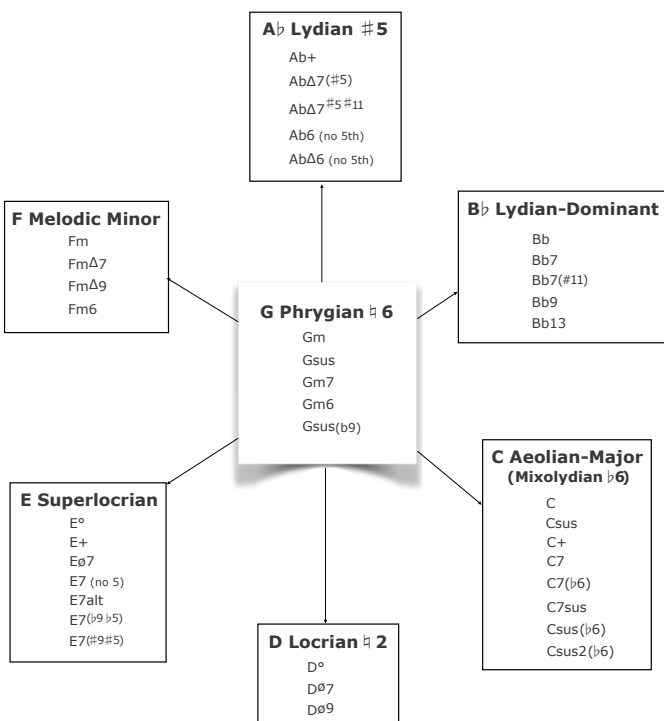 A♭ Lydian ♯5
Ab+
AbΔ7(♯5)
AbΔ7♯5♯11
Ab6 (no 5th)
AbΔ6 (no 5th)
F Melodic Minor
Fm
FmΔ7
FmΔ9
Fm6
B♭ Lydian-Dominant
Bb
Bb7
Bb7(#11)
Bb9
Bb13
G Phrygian ♮6
Gm
Gsus
Gm7
Gm6
Gsus(b9)
E Superlocrian
E°
E+
Eø7
E7 (no 5)
E7alt
E7(♭9♭5)
E7(♯9♯5)
C Aeolian-Major
(Mixolydian ♭6)
C
Csus
C+
C7
C7(♭6)
C7sus
Csus(♭6)
Csus2(♭6)
D Locrian ♮2
D°
Dø7
Dø9